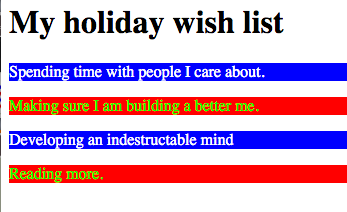 My holiday wish list
Spending time with people I care about.
Making sure I am building a better me.
Developing an indestructable mind
Reading more.